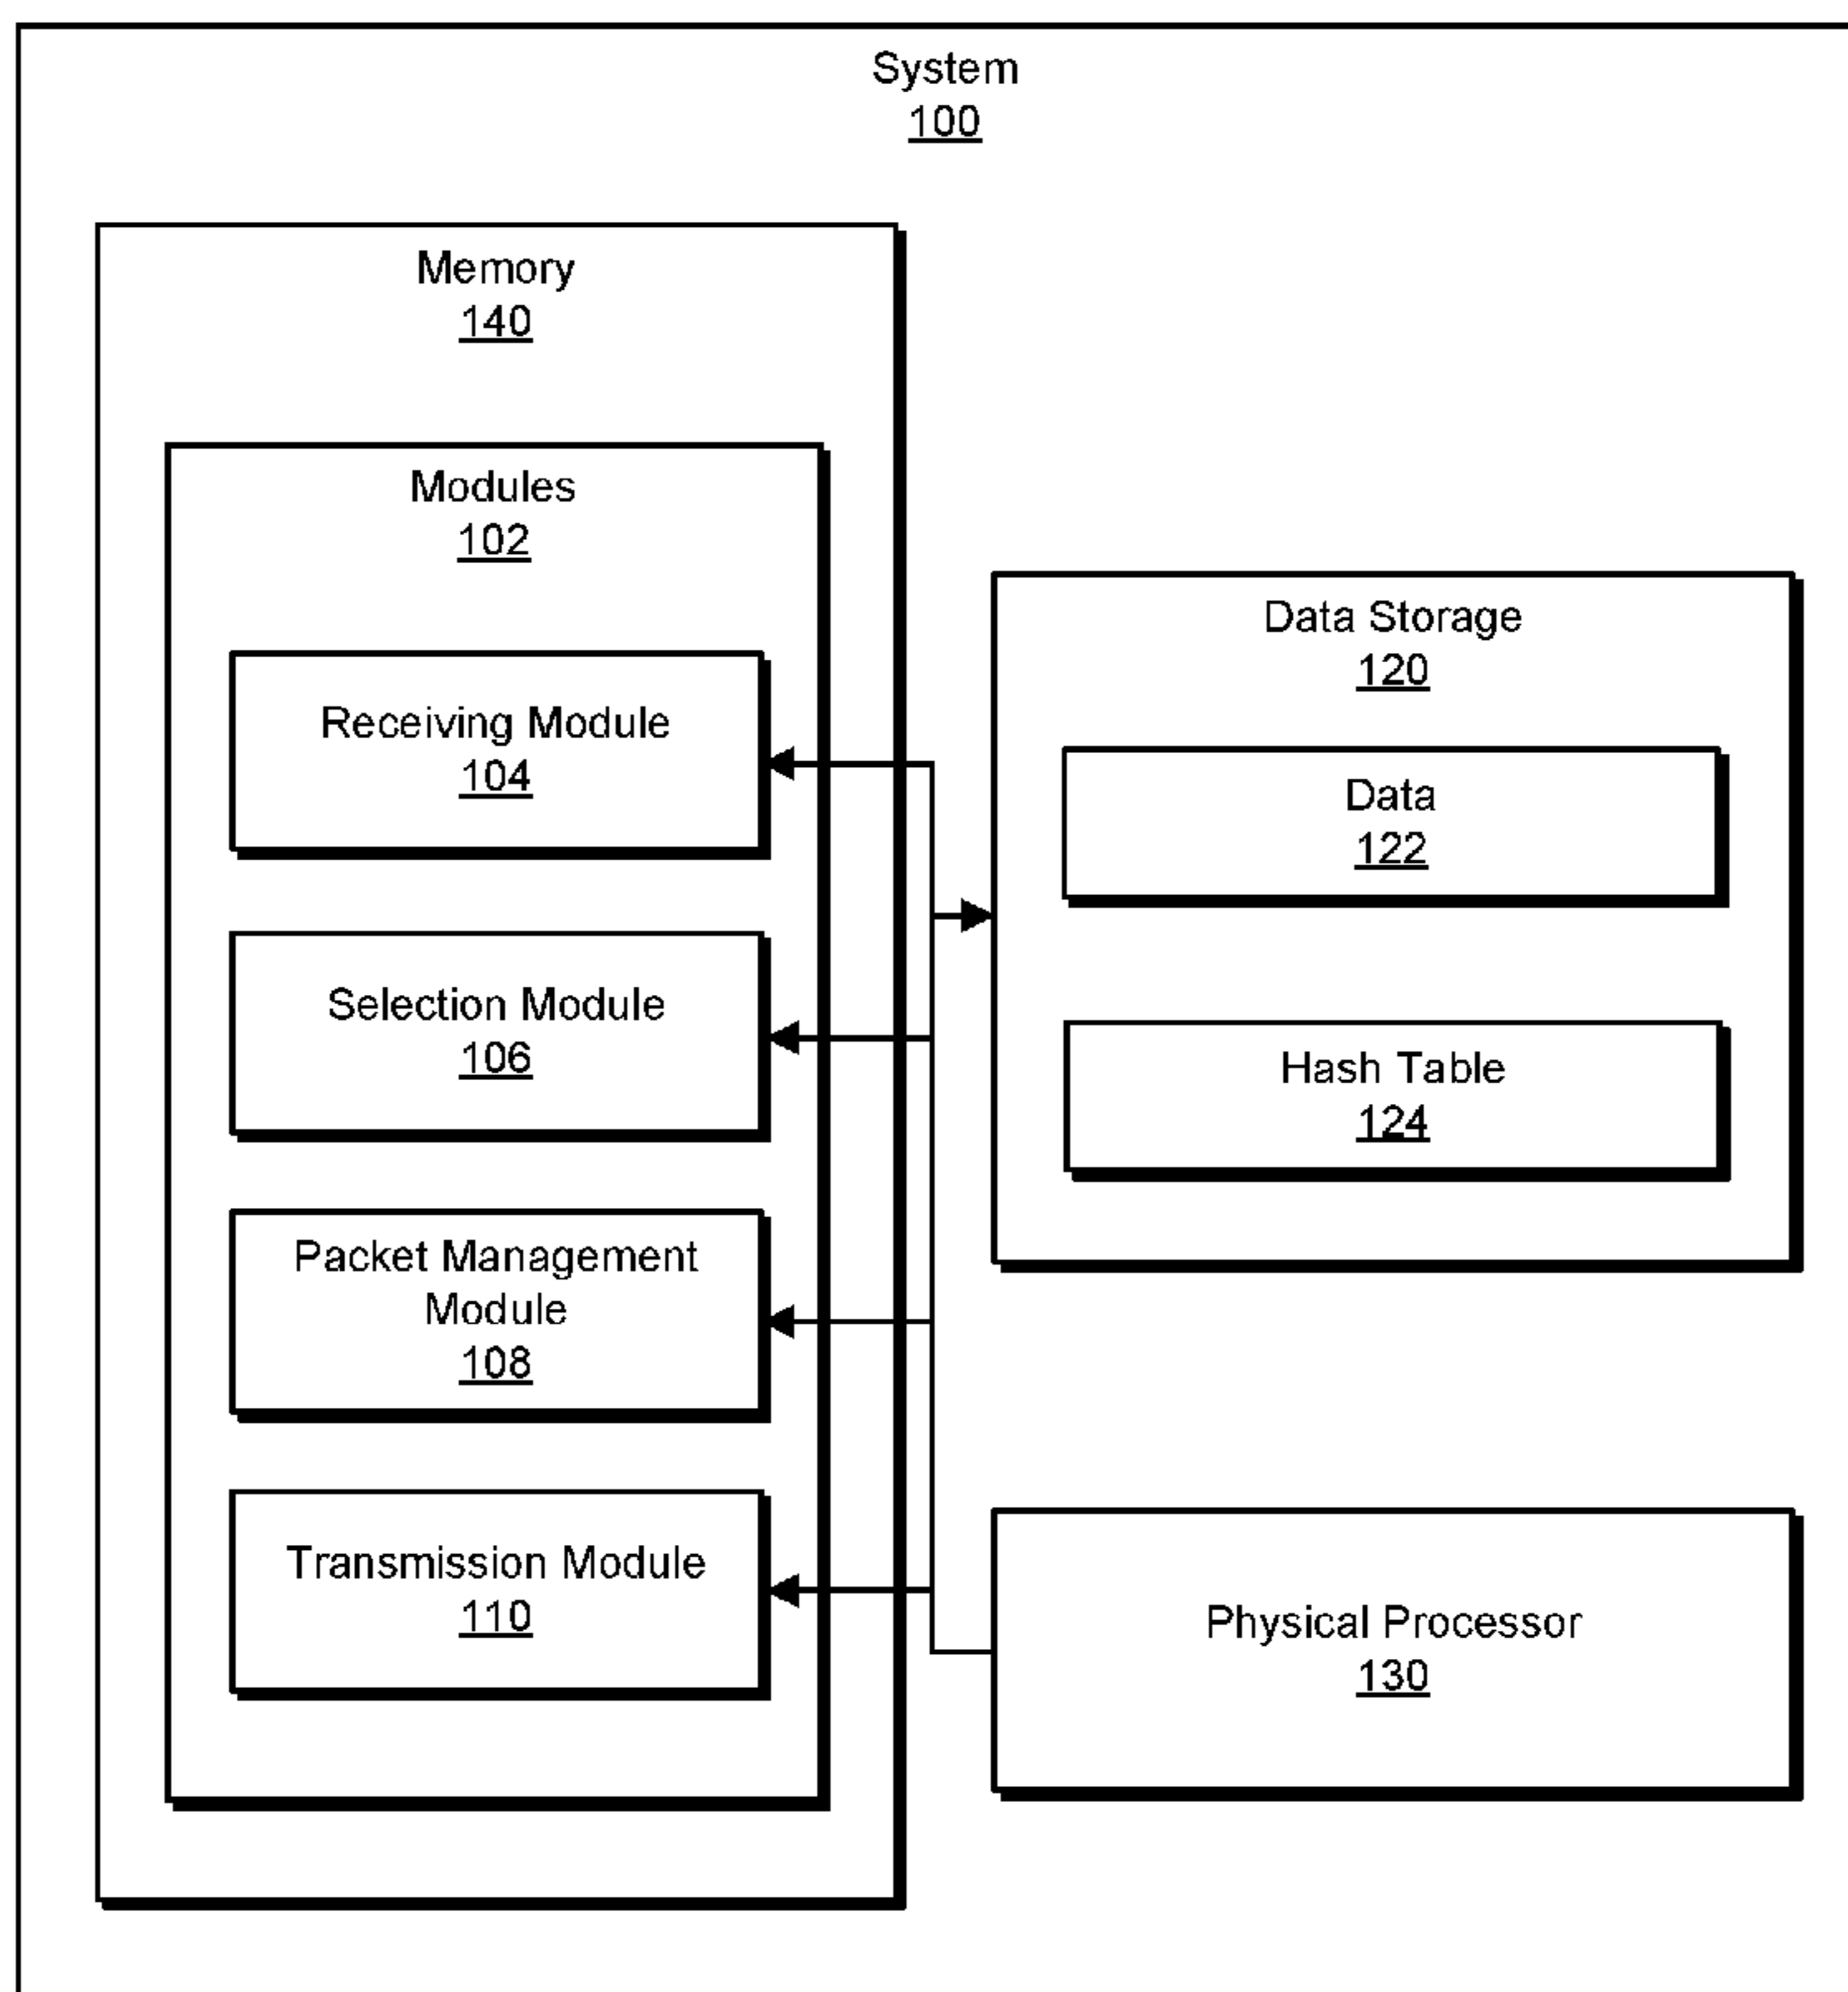 System
100
Memory
140
Modules
102
Receiving Module
104
Selection Module
106
Packet Management
Module
108
Transmission Module
110
Data Storage
120
Data
122
Hash Table
124
Physical Processor
130